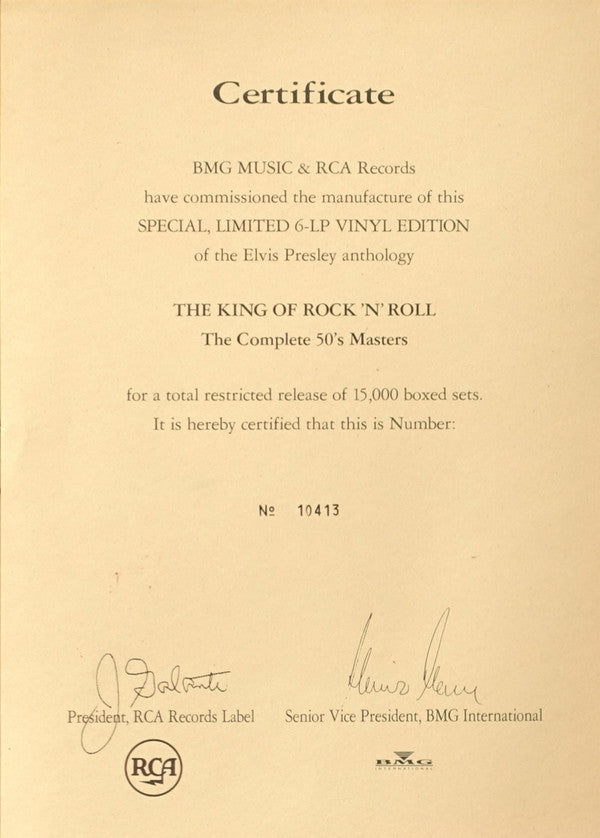 Certificate
BMG MUSIC & RCA Records
have commissioned the manufacture of this
SPECIAL, LIMITED 6-LP VINYL EDITION
of the Elvis Presley anthology
THE KING OF ROCK 'N' ROLL
The Complete 50's Masters
for a total restricted release of 15,000 boxed sets.
It is hereby certified that this is Number:
Nº 10413
J Galante
President, RCA Records Label
Senior Vice President, BMG International
RCA
BMG
INTERNATIONAL